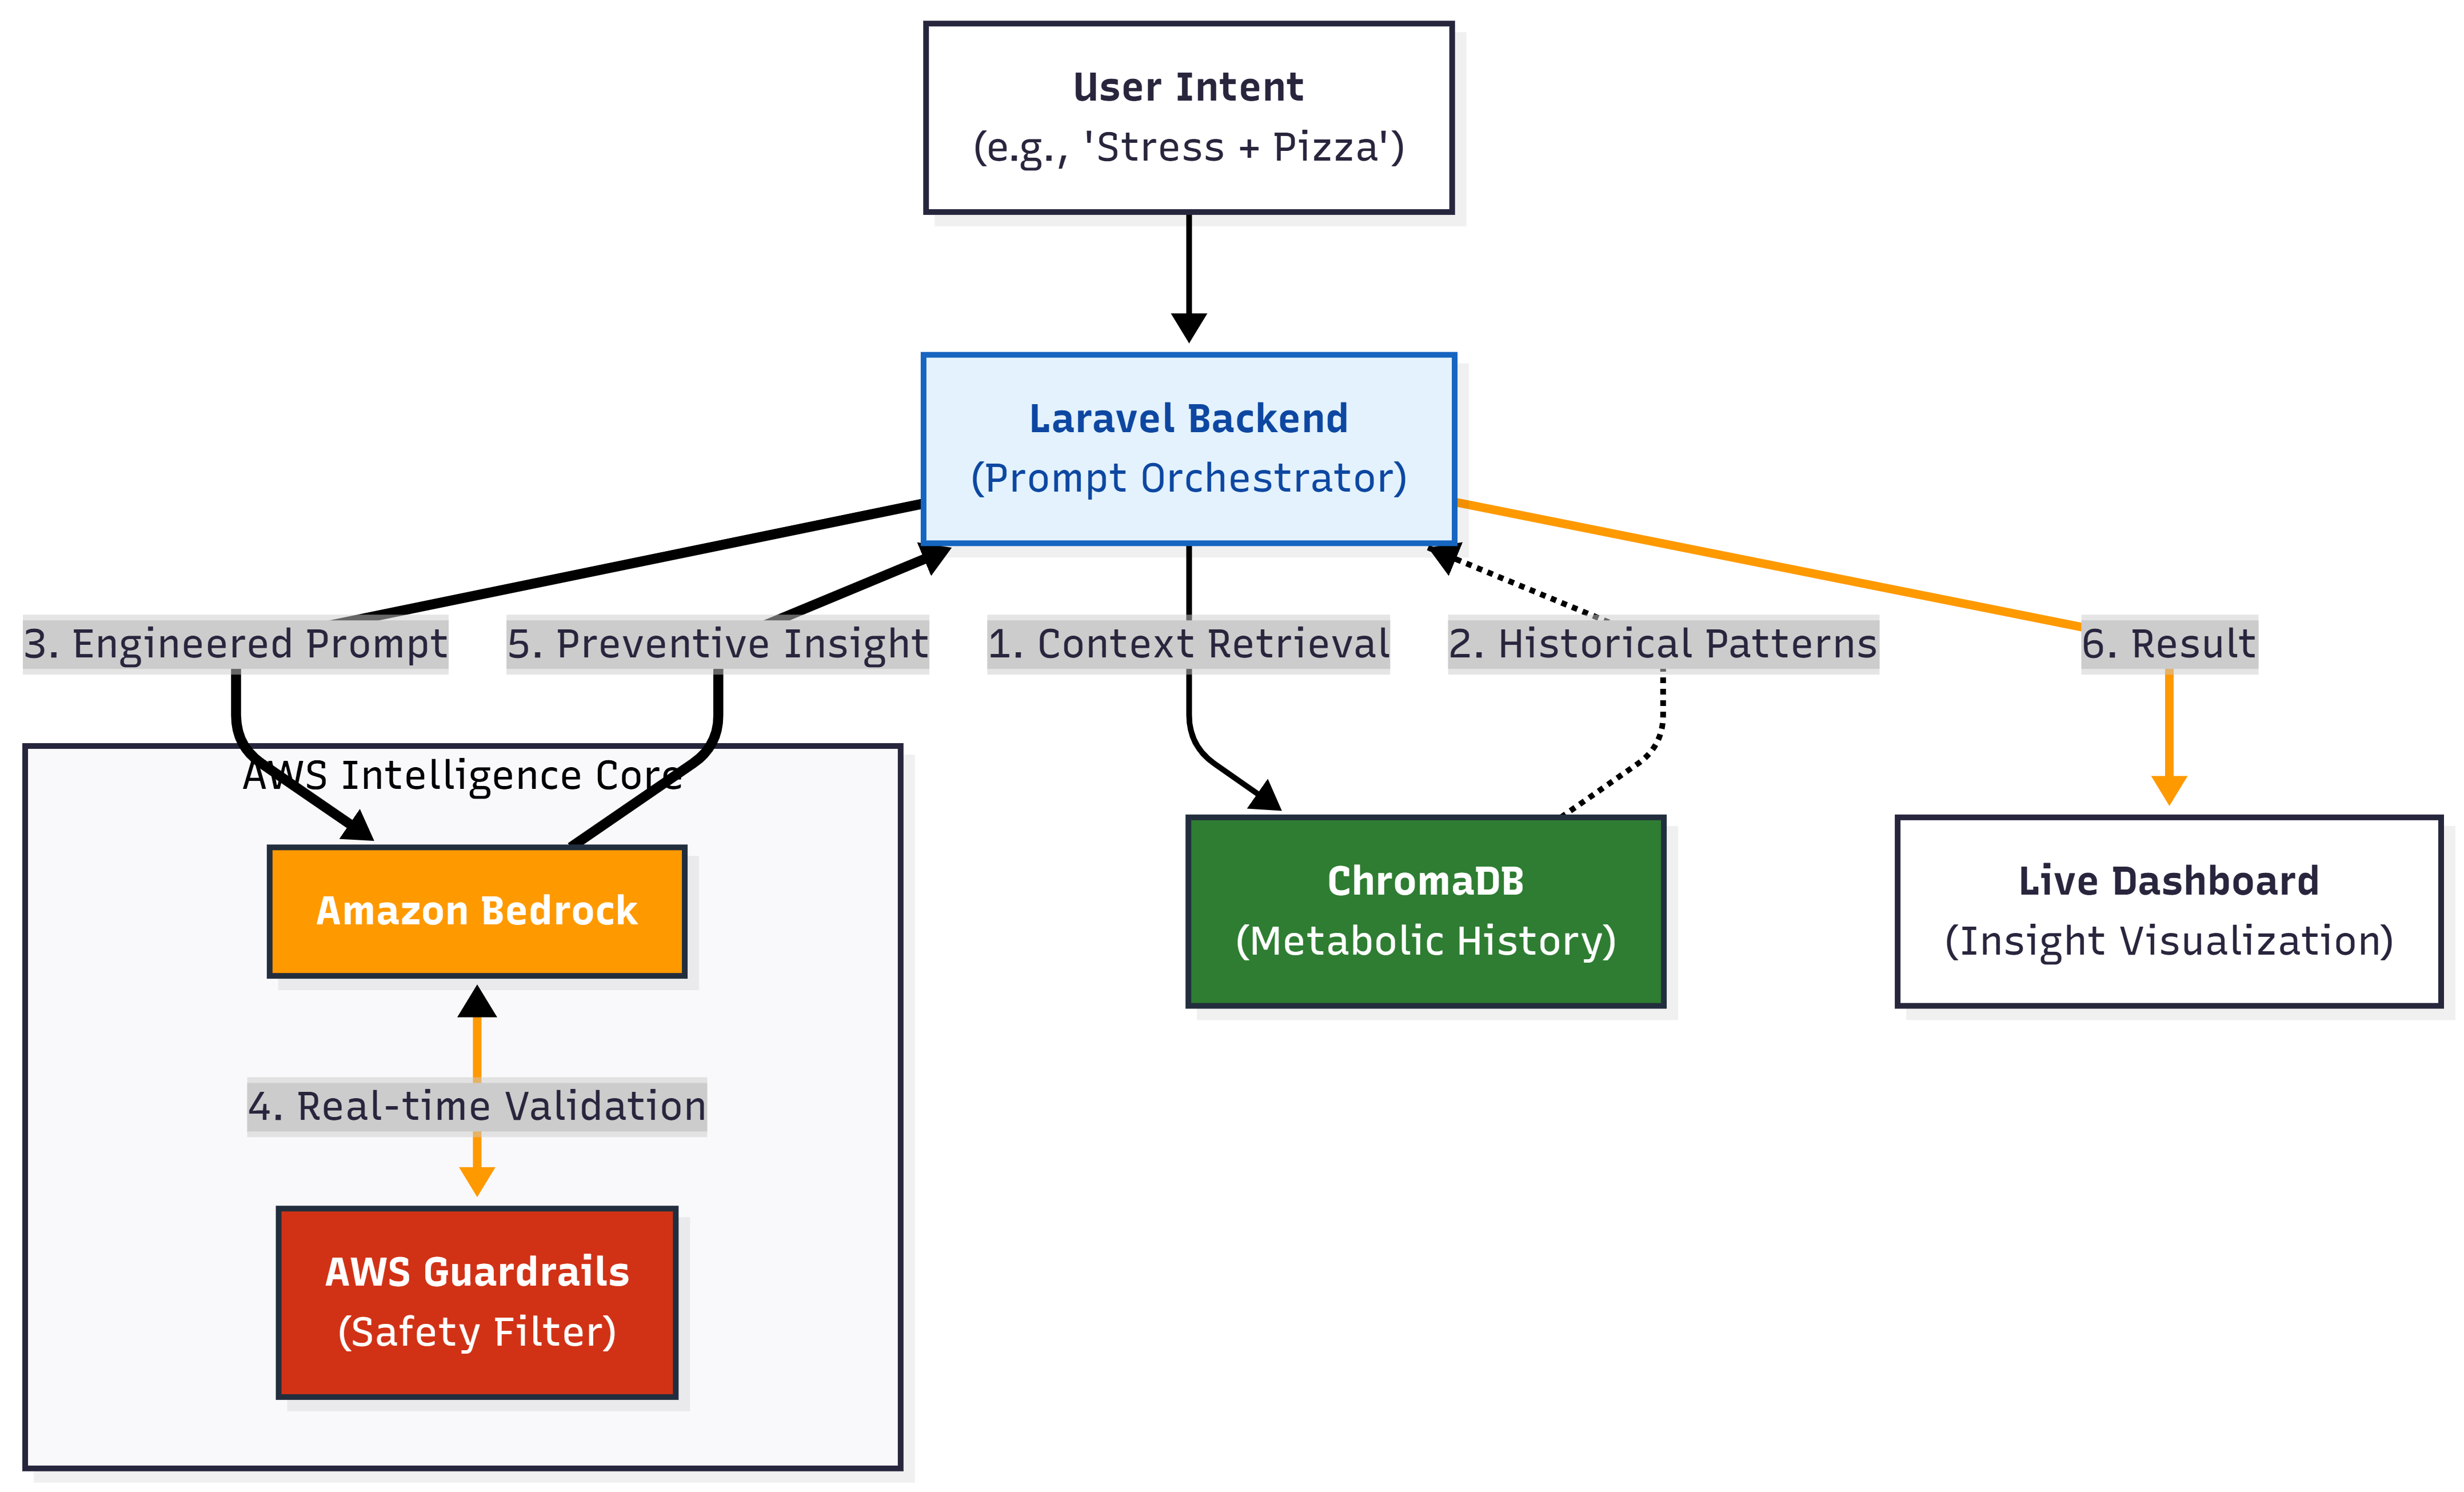 User Intent
(e.g., 'Stress + Pizza')
Laravel Backend
(Prompt Orchestrator)
3. Engineered Prompt
5. Preventive Insight
1. Context Retrieval
2. Historical Patterns
6. Result
AWS Intelligence Core
Amazon Bedrock
ChromaDB
(Metabolic History)
Live Dashboard
(Insight Visualization)
4. Real-time Validation
AWS Guardrails
(Safety Filter)